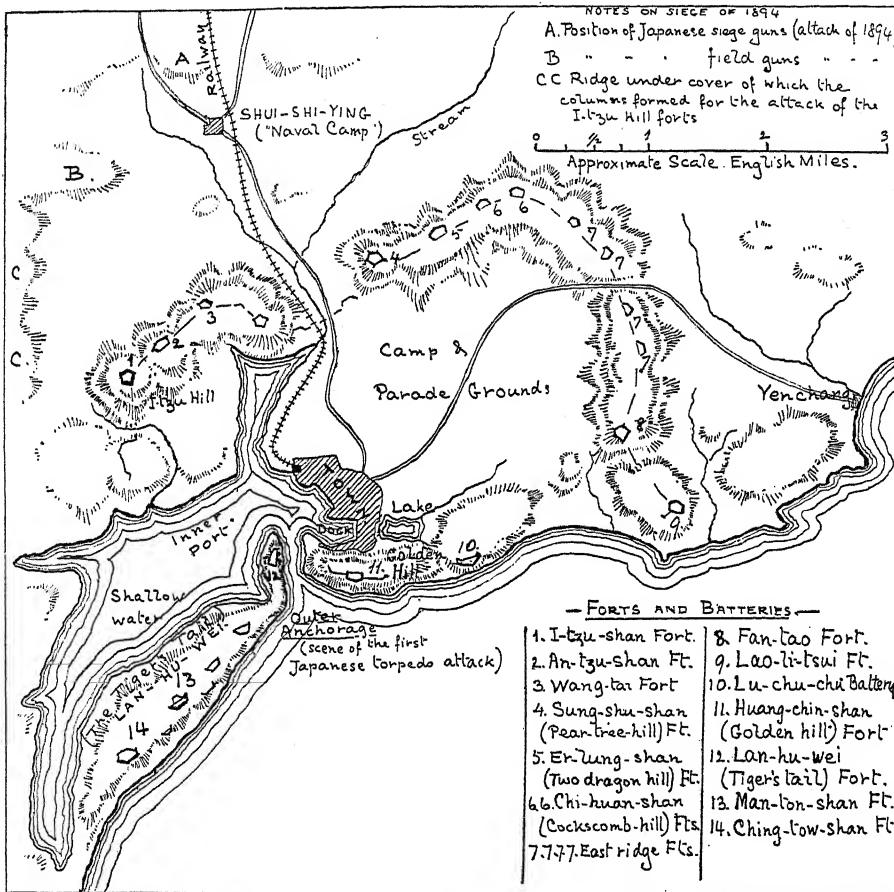 NOTES ON SIEGE OF 1894
A. Position of Japanese siege guns (attack of 1894
B " - . field guns " - -
CC Ridge under cover of which the
columns formed for the attack of the
I-tzu Hill forts
0 1/2 1 2 3
Approximate Scale. English Miles.
Railway
A
SHUI-SHI-YING
("Naval Camp")
Stream
B.
C
C.
4
5
6
6
7
7
7
7
8
9
1
2
3
I-tzu Hill
Camp &
Parade Grounds
Yenchang
Town
Dock
Lake
Golden
Hill
10
11
12
Inner
Port.
Shallow
water
The Tiger's Tail
LAN-HU-WEI.
13
14
Outer
Anchorage
(scene of the first
Japanese torpedo attack)
FORTS AND BATTERIES
1. I-tzu-shan Fort.
2. An-tzu-shan Ft.
3. Wang-tai Fort
4. Sung-shu-shan
(Pear-tree-hill) Ft.
5. Er-lung-shan
(Two dragon hill) Ft.
6.6. Chi-huan-shan
(Cockscomb-hill) Fts.
7.7.7.7. East ridge Fts.
8. Fan-tao Fort.
9. Lao-li-tsui Ft.
10. Lu-chu-chu Battery
11. Huang-chin-shan
(Golden hill) Fort
12. Lan-hu-wei
(Tiger's tail) Fort.
13. Man-ton-shan Ft.
14. Ching-tow-shan Ft